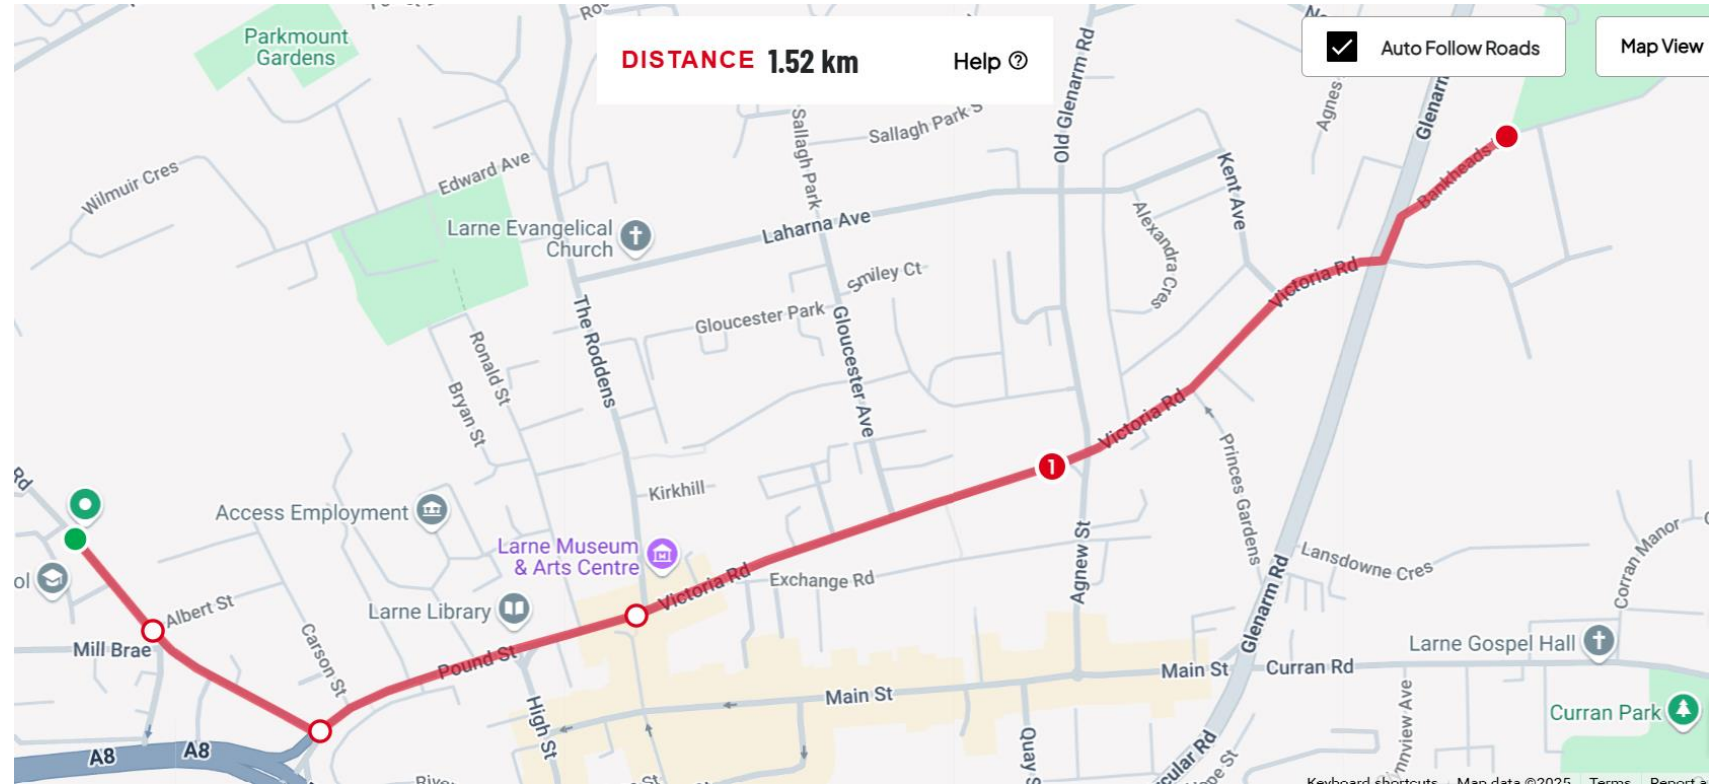 Parkmount
Gardens
DISTANCE 1.52 km
Help
Auto Follow Roads
Map View
Old Glenarm Rd
Sallagh Park S
Sallagh Park
Agnes
Glenarm
Bankheads
Kent Ave
Wilmuir Cres
Edward Ave
Larne Evangelical
Church
Laharna Ave
Alexandra Cres
Smiley Ct
Victoria Rd
Gloucester Park
Gloucester Ave
The Roddens
Ronald St
Bryan St
Victoria Rd
Princes Gardens
1
Rd
Kirkhill
Access Employment
Larne Museum
& Arts Centre
Victoria Rd
Exchange Rd
Agnew St
Lansdowne Cres
Corran Manor
ol
Albert St
Larne Library
Mill Brae
Carson St
Pound St
Glenarm Rd
Larne Gospel Hall
Main St
Curran Rd
Main St
High St
Curran Park
A8
A8
Quay S
St
Keyboard shortcuts
Map data ©2025
Terms
Report a